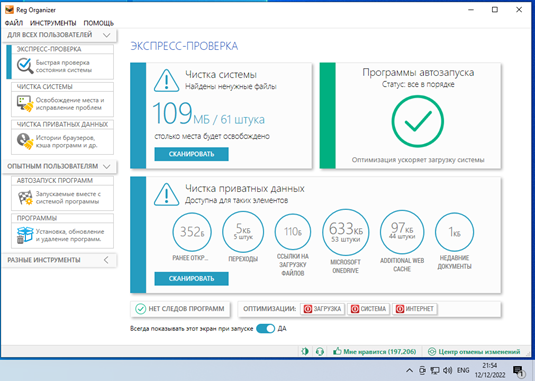 Reg Organizer
ФАЙЛ ИНСТРУМЕНТЫ ПОМОЩЬ
ДЛЯ ВСЕХ ПОЛЬЗОВАТЕЛЕЙ
ЭКСПРЕСС-ПРОВЕРКА
Быстрая проверка
состояния системы
ЧИСТКА СИСТЕМЫ
Освобождение места и
исправление проблем
ЧИСТКА ПРИВАТНЫХ ДАННЫХ
Истории браузеров,
кэша программ и др.
ОПЫТНЫМ ПОЛЬЗОВАТЕЛЯМ
АВТОЗАПУСК ПРОГРАММ
Запускаемые вместе с
системой программы
ПРОГРАММЫ
Установка, обновление
и удаление программ.
РАЗНЫЕ ИНСТРУМЕНТЫ
ЭКСПРЕСС-ПРОВЕРКА
Чистка системы
Найдены ненужные файлы
109 МБ / 61 штука
столько места будет освобождено
СКАНИРОВАТЬ
Программы автозапуска
Статус: все в порядке
Оптимизация ускоряет загрузку системы
Чистка приватных данных
Доступна для таких элементов
352Б
РАНЕЕ ОТКР...
5КБ
5 штук
ПЕРЕХОДЫ
110Б
ССЫЛКИ НА
ЗАГРУЗКУ
ФАЙЛОВ
633КБ
53 штуки
MICROSOFT
ONEDRIVE
97КБ
44 штуки
ADDITIONAL WEB
CACHE
1КБ
НЕДАВНИЕ
ДОКУМЕНТЫ
СКАНИРОВАТЬ
НЕТ СЛЕДОВ ПРОГРАММ
ОПТИМИЗАЦИИ: ЗАГРУЗКА СИСТЕМА ИНТЕРНЕТ
Всегда показывать этот экран при запуске ДА
Мне нравится (197,206) Центр отмены изменений
ENG
21:54
12/12/2022
1